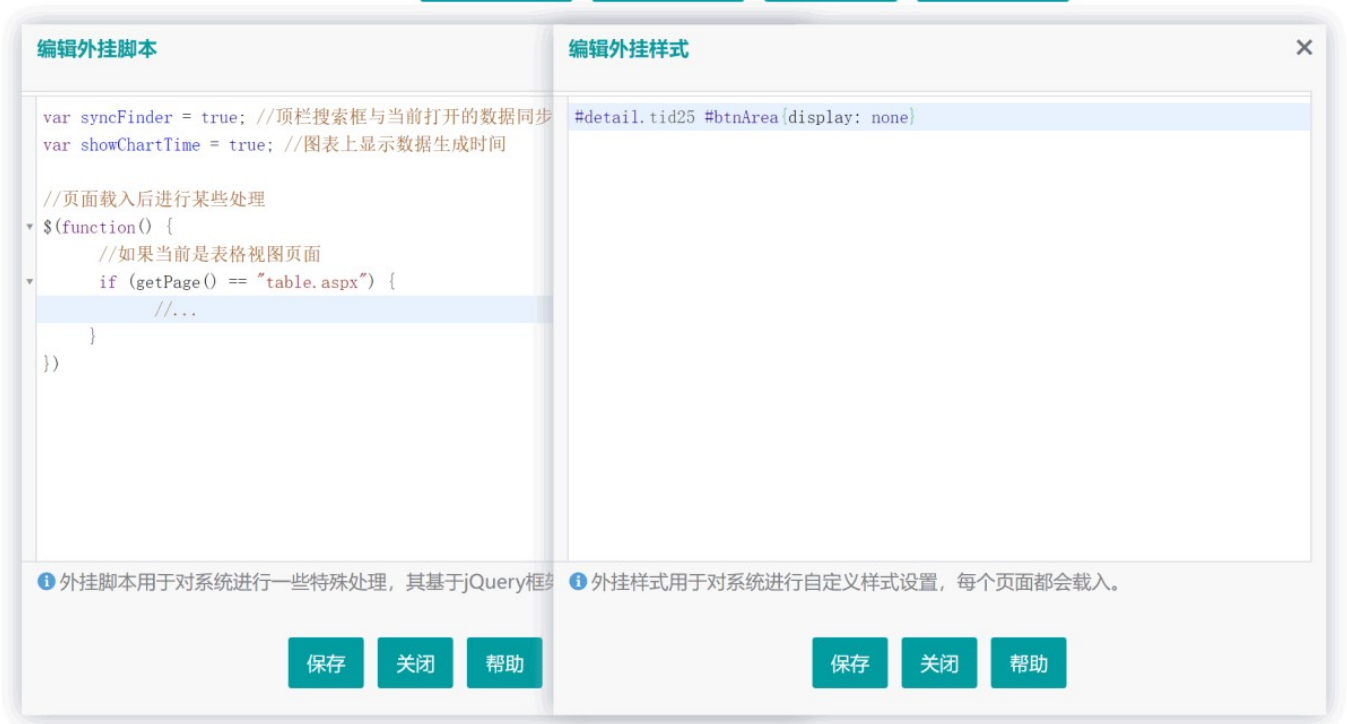 编辑外挂脚本
var syncFinder = true; //顶栏搜索框与当前打开的数据同步
var showChartTime = true; //图表上显示数据生成时间
//页面载入后进行某些处理
$(function() {
//如果当前是表格视图页面
if (getPage() == "table.aspx") {
//...
}
})
外挂脚本用于对系统进行一些特殊处理，其基于jQuery框
保存 关闭 帮助
编辑外挂样式
×
#detail.tid25 #btnArea{display: none}
外挂样式用于对系统进行自定义样式设置，每个页面都会载入。
保存 关闭 帮助